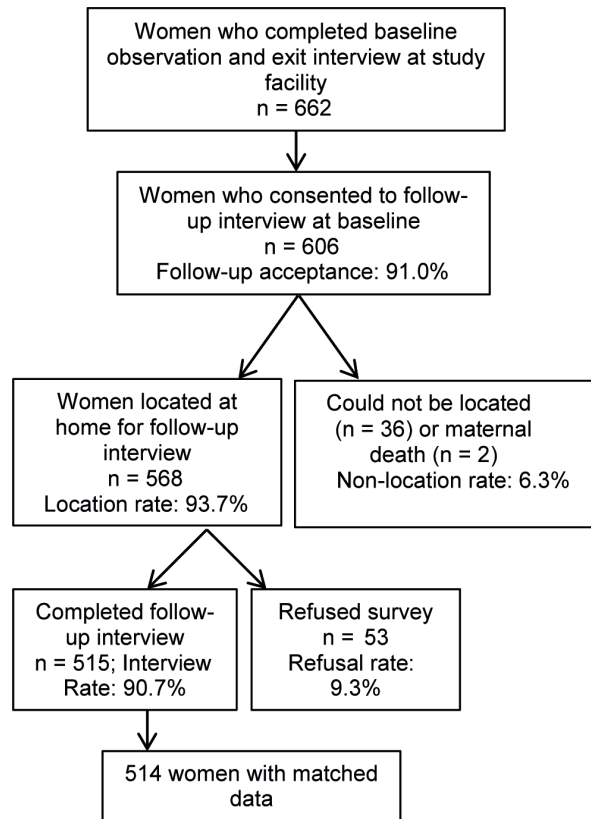 Women who completed baseline
observation and exit interview at study
facility
n = 662
Women who consented to follow-
up interview at baseline
n = 606
Follow-up acceptance: 91.0%
Women located at
home for follow-up
interview
n = 568
Location rate: 93.7%
Could not be located
(n = 36) or maternal
death (n = 2)
Non-location rate: 6.3%
Completed follow-
up interview
n = 515; Interview
Rate: 90.7%
Refused survey
n = 53
Refusal rate:
9.3%
514 women with matched
data